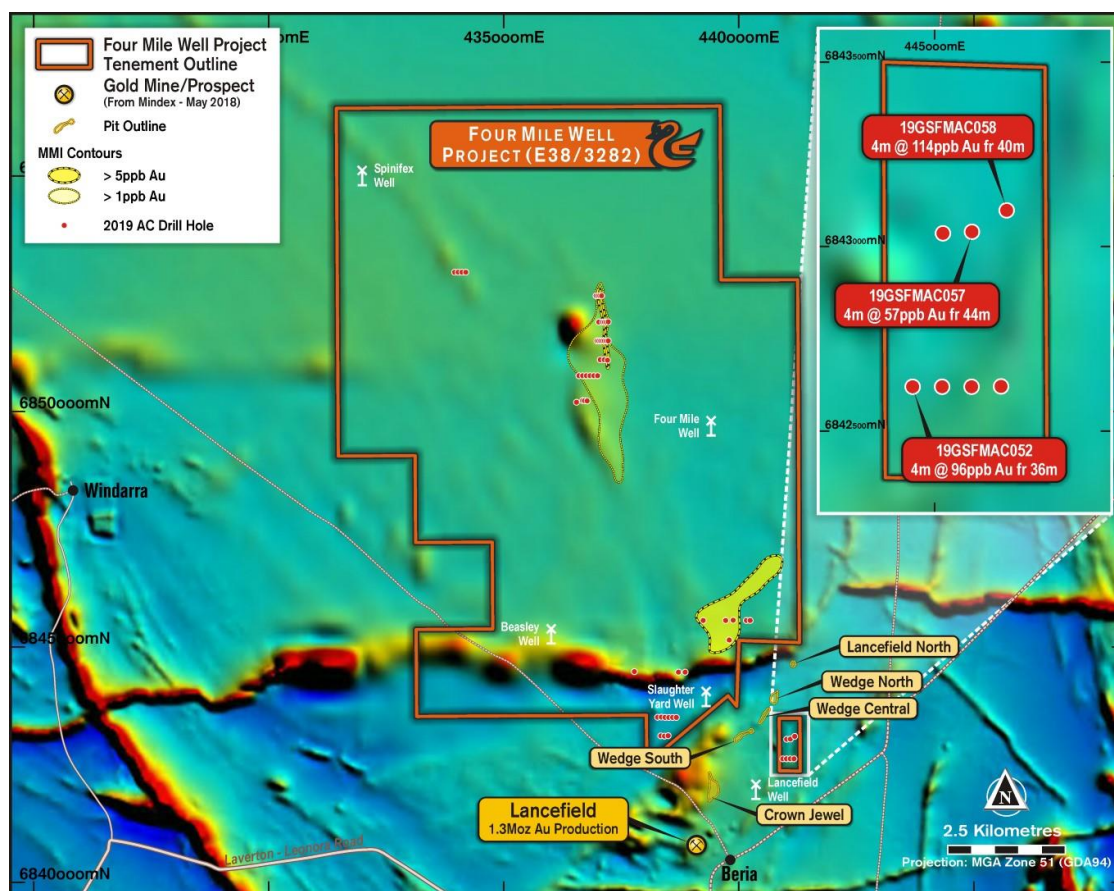 435000mE
440000mE
Four Mile Well Project
Tenement Outline
Gold Mine/Prospect
(From Mindex - May 2018)
Pit Outline
MMI Contours
> 5ppb Au
> 1ppb Au
2019 AC Drill Hole
FOUR MILE WELL
PROJECT (E38/3282)
Spinifex
Well
6843500mN
445000mE
19GSFMAC058
4m @ 114ppb Au fr 40m
6843000mN
19GSFMAC057
4m @ 57ppb Au fr 44m
6842500mN
19GSFMAC052
4m @ 96ppb Au fr 36m
6850000mN
Four Mile
Well
Windarra
6845000mN
Beasley
Well
Lancefield North
Slaughter
Yard Well
Wedge North
Wedge Central
Wedge South
Lancefield
Well
Crown Jewel
Lancefield
1.3Moz Au Production
N
2.5 Kilometres
Projection: MGA Zone 51 (GDA94)
Laverton - Leonora Road
Beria
6840000mN